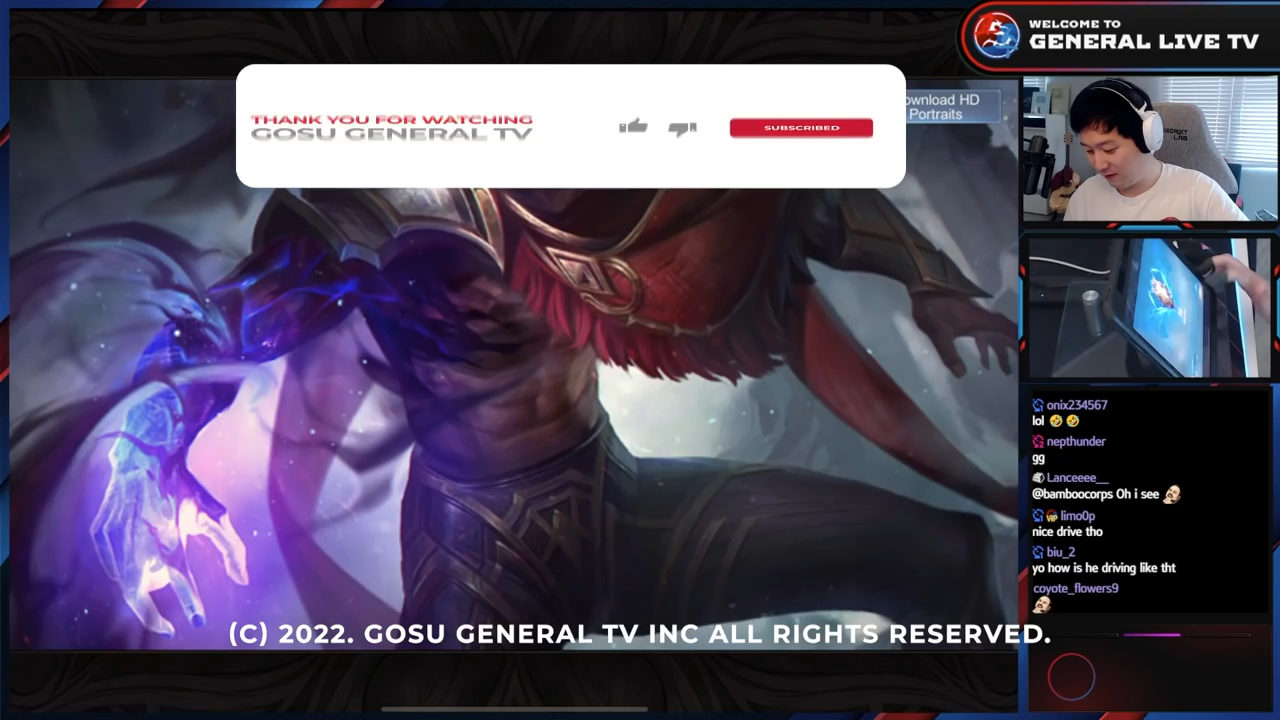 WELCOME TO
GENERAL LIVE TV
THANK YOU FOR WATCHING
GOSU GENERAL TV
SUBSCRIBED
ownload HD
Portraits
onix234567
lol 🤣 🤣
nepthunder
gg
Lanceeee__
@bamboocorps Oh i see
VIP limo0p
nice drive tho
biu_2
yo how is he driving like tht
coyote_flowers9
(C) 2022. GOSU GENERAL TV INC ALL RIGHTS RESERVED.